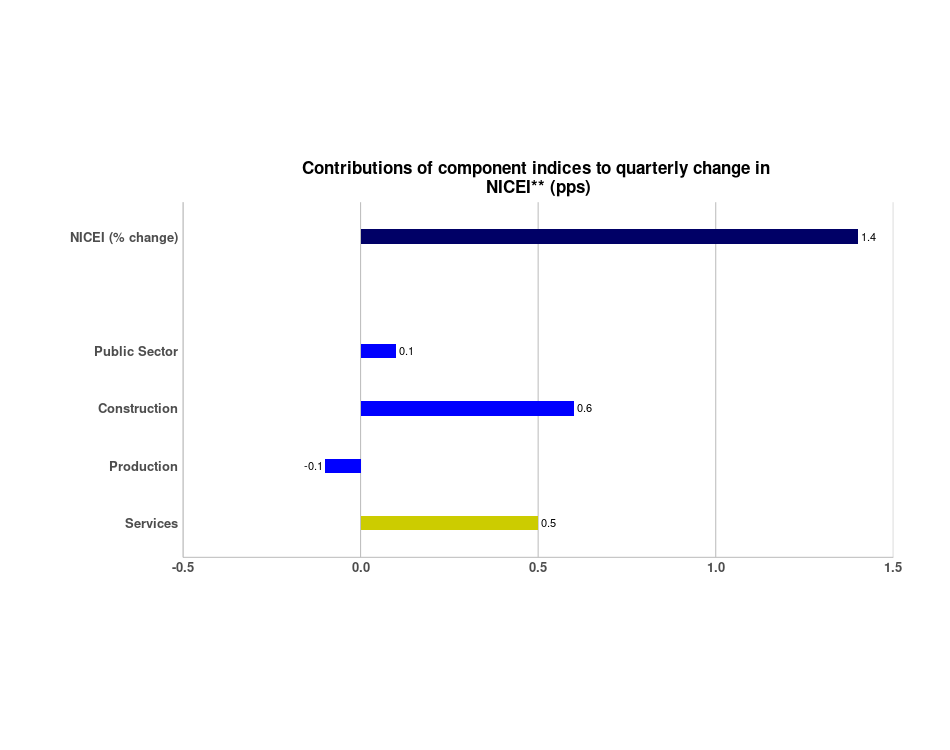 Contributions of component indices to quarterly change in
NICEI** (pps)
NICEI (% change)
1.4
Public Sector
0.1
Construction
0.6
Production
-0.1
Services
0.5
-0.5 0.0 0.5 1.0 1.5